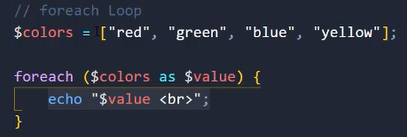 // foreach Loop
$colors = ["red", "green", "blue", "yellow"];
foreach ($colors as $value) {
echo "$value <br>";
}